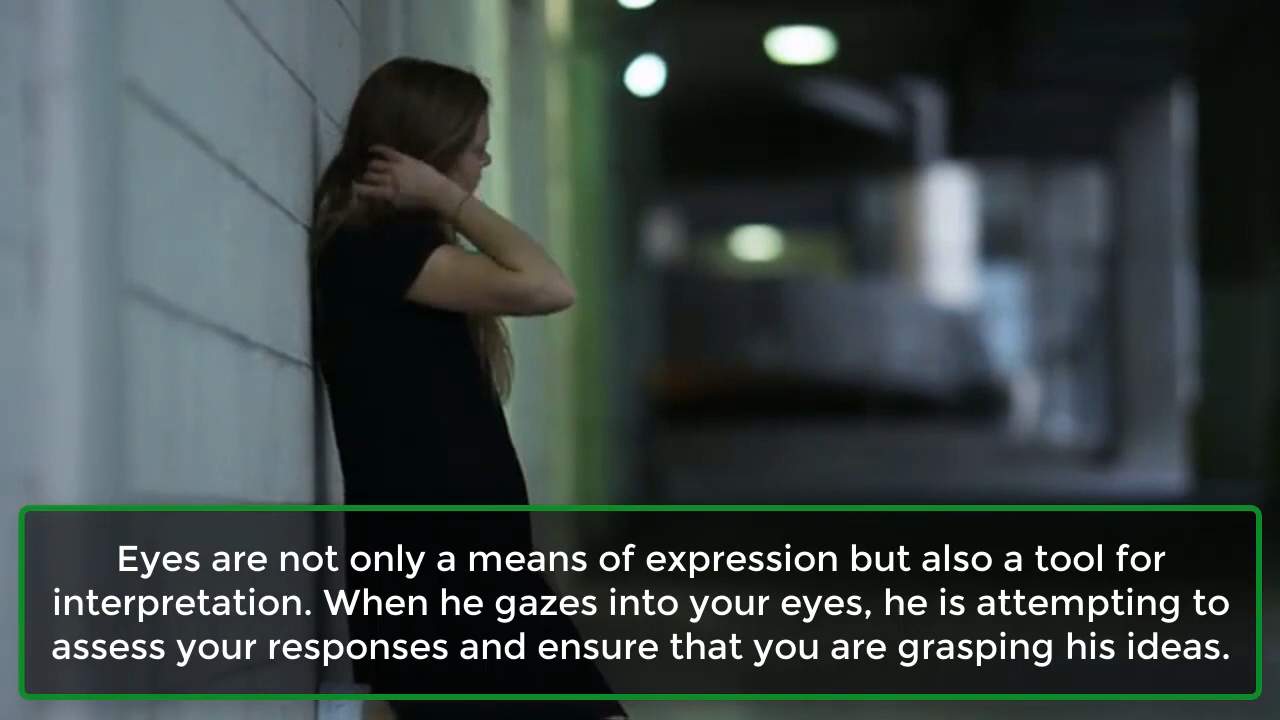 Eyes are not only a means of expression but also a tool for
interpretation. When he gazes into your eyes, he is attempting to
assess your responses and ensure that you are grasping his ideas.